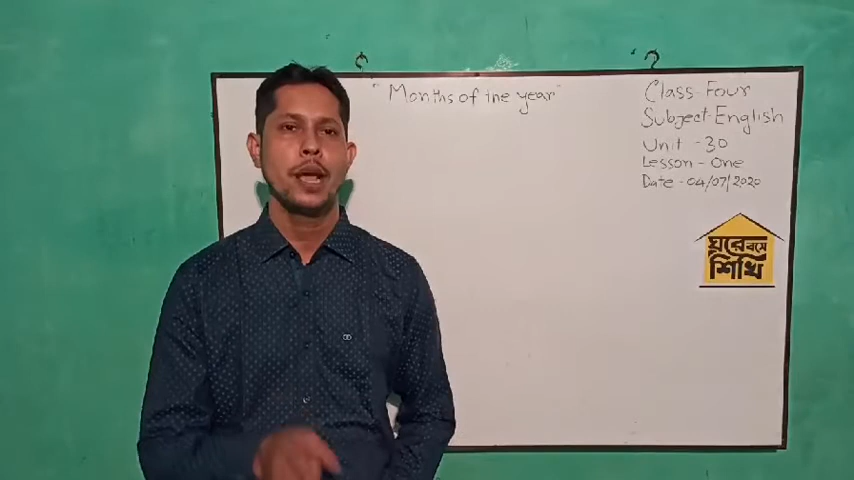 "Months of the year"
Class-Four
Subject-English
Unit - 30
Lesson - One
Date - 04/07/2020
ঘরে বসে
শিখি